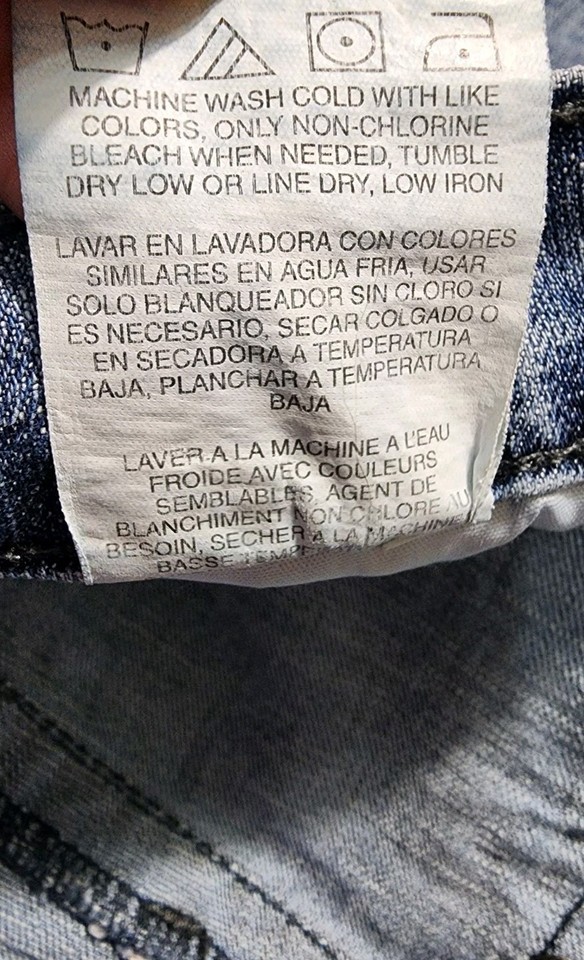 MACHINE WASH COLD WITH LIKE
COLORS, ONLY NON-CHLORINE
BLEACH WHEN NEEDED, TUMBLE
DRY LOW OR LINE DRY, LOW IRON
LAVAR EN LAVADORA CON COLORES
SIMILARES EN AGUA FRIA, USAR
SOLO BLANQUEADOR SIN CLORO SI
ES NECESARIO, SECAR COLGADO O
EN SECADORA A TEMPERATURA
BAJA, PLANCHAR A TEMPERATURA
BAJA
LAVER A LA MACHINE A L'EAU
FROIDE AVEC COULEURS
SEMBLABLES, AGENT DE
BLANCHIMENT NON CHLORE AU
BESOIN, SECHER A LA MACHINE
BASSE